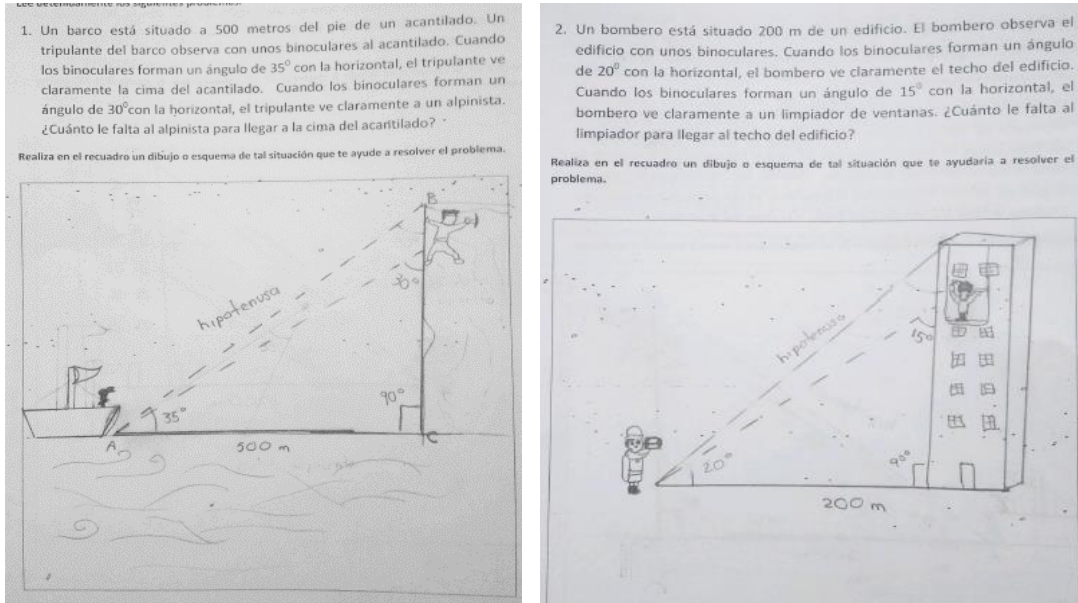 Lee detenidamente los siguientes problemas.
1. Un barco está situado a 500 metros del pie de un acantilado. Un
tripulante del barco observa con unos binoculares al acantilado. Cuando
los binoculares forman un ángulo de 35⁰ con la horizontal, el tripulante ve
claramente la cima del acantilado. Cuando los binoculares forman un
ángulo de 30⁰con la horizontal, el tripulante ve claramente a un alpinista.
¿Cuánto le falta al alpinista para llegar a la cima del acantilado?
Realiza en el recuadro un dibujo o esquema de tal situación que te ayude a resolver el problema.
B
hipotenusa
90°
35°
A
500 m
C
2. Un bombero está situado 200 m de un edificio. El bombero observa el
edificio con unos binoculares. Cuando los binoculares forman un ángulo
de 20⁰ con la horizontal, el bombero ve claramente el techo del edificio.
Cuando los binoculares forman un ángulo de 15⁰ con la horizontal, el
bombero ve claramente a un limpiador de ventanas. ¿Cuánto le falta al
limpiador para llegar al techo del edificio?
Realiza en el recuadro un dibujo o esquema de tal situación que te ayudaría a resolver el
problema.
hipotenusa
15°
20°
90°
200 m